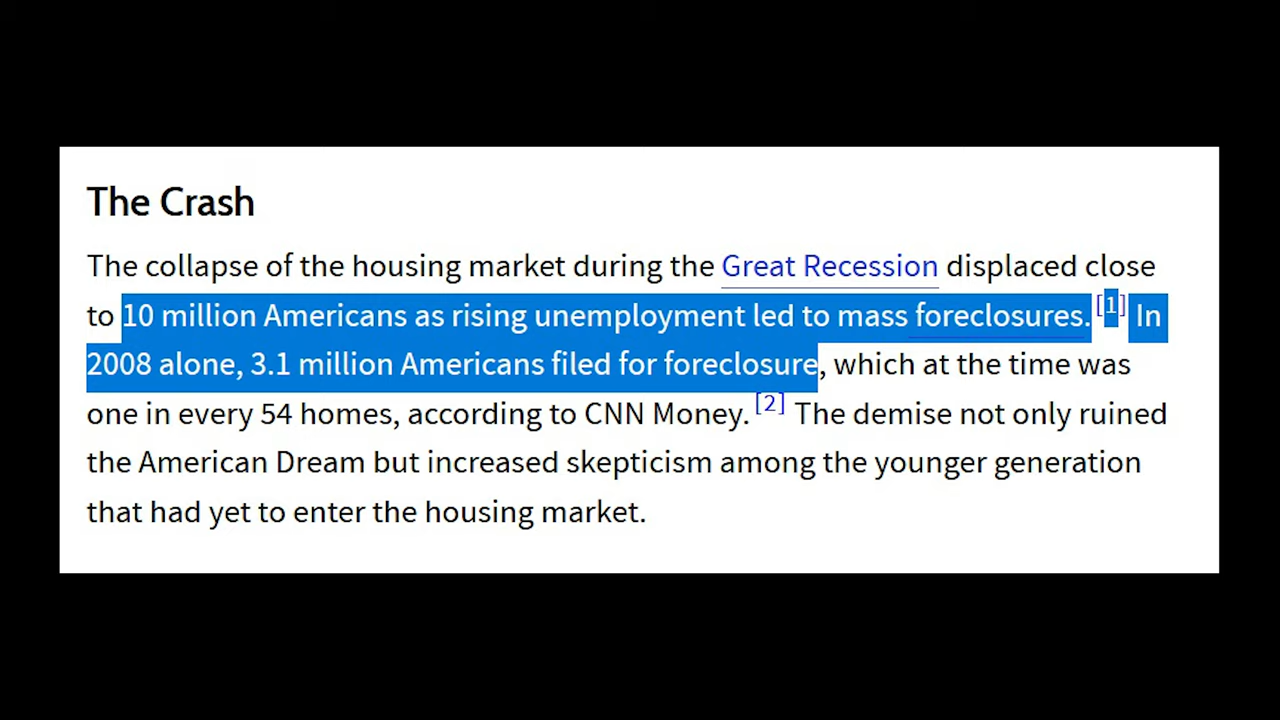 The Crash
The collapse of the housing market during the Great Recession displaced close
to 10 million Americans as rising unemployment led to mass foreclosures.[1] In
2008 alone, 3.1 million Americans filed for foreclosure, which at the time was
one in every 54 homes, according to CNN Money.[2] The demise not only ruined
the American Dream but increased skepticism among the younger generation
that had yet to enter the housing market.